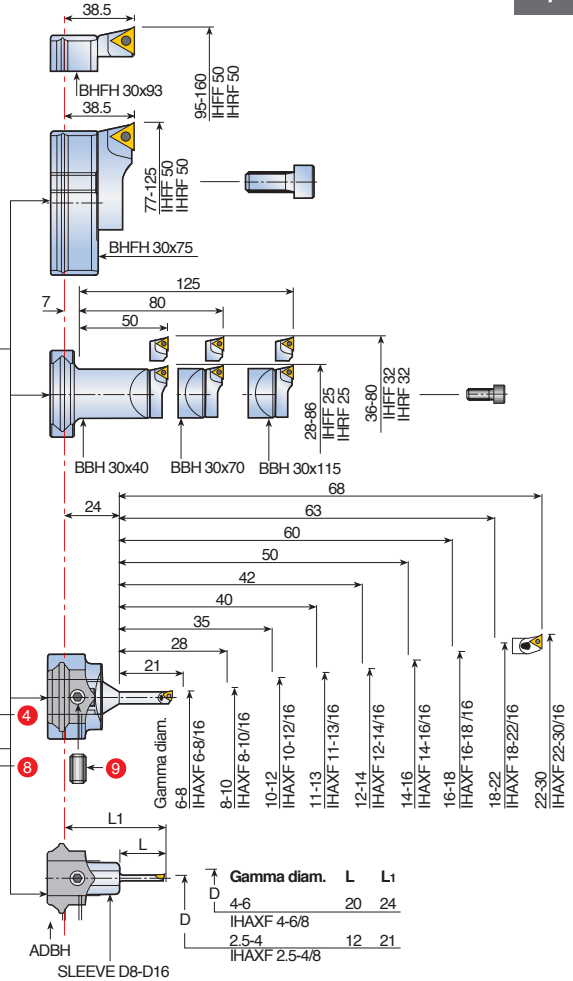 38.5
BHFH 30x93
95-160
IHFF 50
IHRF 50
38.5
77-125
IHFF 50
IHRF 50
BHFH 30x75
125
7
80
50
28-86
IHFF 25
IHRF 25
36-80
IHFF 32
IHRF 32
BBH 30x40
BBH 30x70
BBH 30x115
68
24
63
60
50
42
40
35
28
21
4
8
9
Gamma diam.
6-8
IHAXF 6-8/16
8-10
IHAXF 8-10/16
10-12
IHAXF 10-12/16
11-13
IHAXF 11-13/16
12-14
IHAXF 12-14/16
14-16
IHAXF 14-16/16
16-18
IHAXF 16-18 /16
18-22
IHAXF 18-22/16
22-30
IHAXF 22-30/16
L1
L
D
D
Gamma diam. L L1
4-6 20 24
IHAXF 4-6/8
2.5-4 12 21
IHAXF 2.5-4/8
ADBH
SLEEVE D8-D16